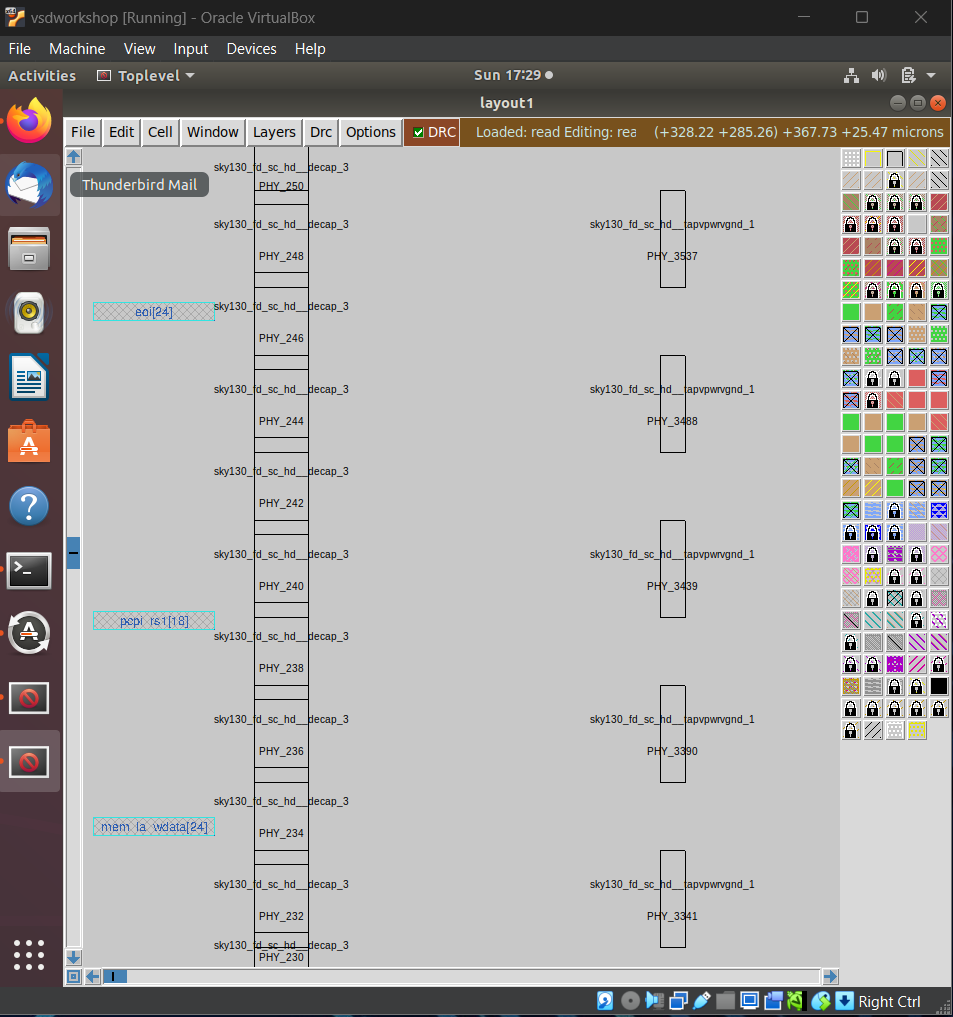 vsdworkshop [Running] - Oracle VirtualBox
File Machine View Input Devices Help
Activities Toplevel Sun 17:29
layout1
File Edit Cell Window Layers Drc Options DRC Loaded: read Editing: rea (+328.22 +285.26) +367.73 +25.47 microns
Thunderbird Mail
sky130_fd_sc_hd__decap_3
PHY_250
sky130_fd_sc_hd__decap_3 sky130_fd_sc_hd__tapvpwrvgnd_1
PHY_248 PHY_3537
eoi[24] sky130_fd_sc_hd__decap_3
PHY_246
sky130_fd_sc_hd__decap_3 sky130_fd_sc_hd__tapvpwrvgnd_1
PHY_244 PHY_3488
sky130_fd_sc_hd__decap_3
PHY_242
sky130_fd_sc_hd__decap_3 sky130_fd_sc_hd__tapvpwrvgnd_1
PHY_240 PHY_3439
pcpi_rs1[18]
sky130_fd_sc_hd__decap_3
PHY_238
sky130_fd_sc_hd__decap_3 sky130_fd_sc_hd__tapvpwrvgnd_1
PHY_236 PHY_3390
sky130_fd_sc_hd__decap_3
mem_la_wdata[24] PHY_234
sky130_fd_sc_hd__decap_3 sky130_fd_sc_hd__tapvpwrvgnd_1
PHY_232 PHY_3341
sky130_fd_sc_hd__decap_3
PHY_230
Right Ctrl